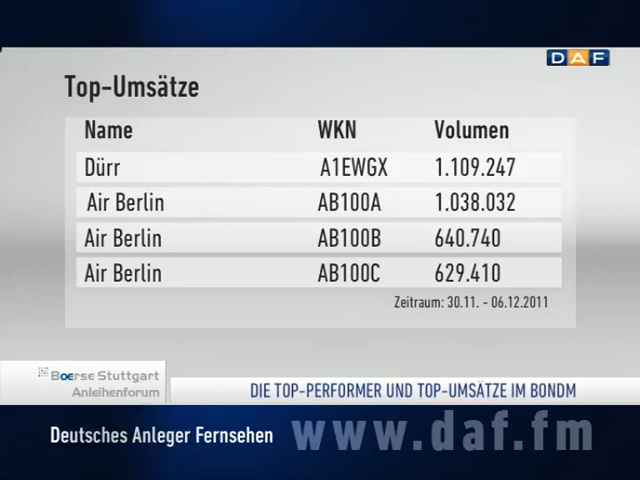 DAF
Top-Umsätze
Name WKN Volumen
Dürr A1EWGX 1.109.247
Air Berlin AB100A 1.038.032
Air Berlin AB100B 640.740
Air Berlin AB100C 629.410
Zeitraum: 30.11. - 06.12.2011
Boerse Stuttgart
Anleihenforum
DIE TOP-PERFORMER UND TOP-UMSÄTZE IM BONDM
Deutsches Anleger Fernsehen www.daf.fm